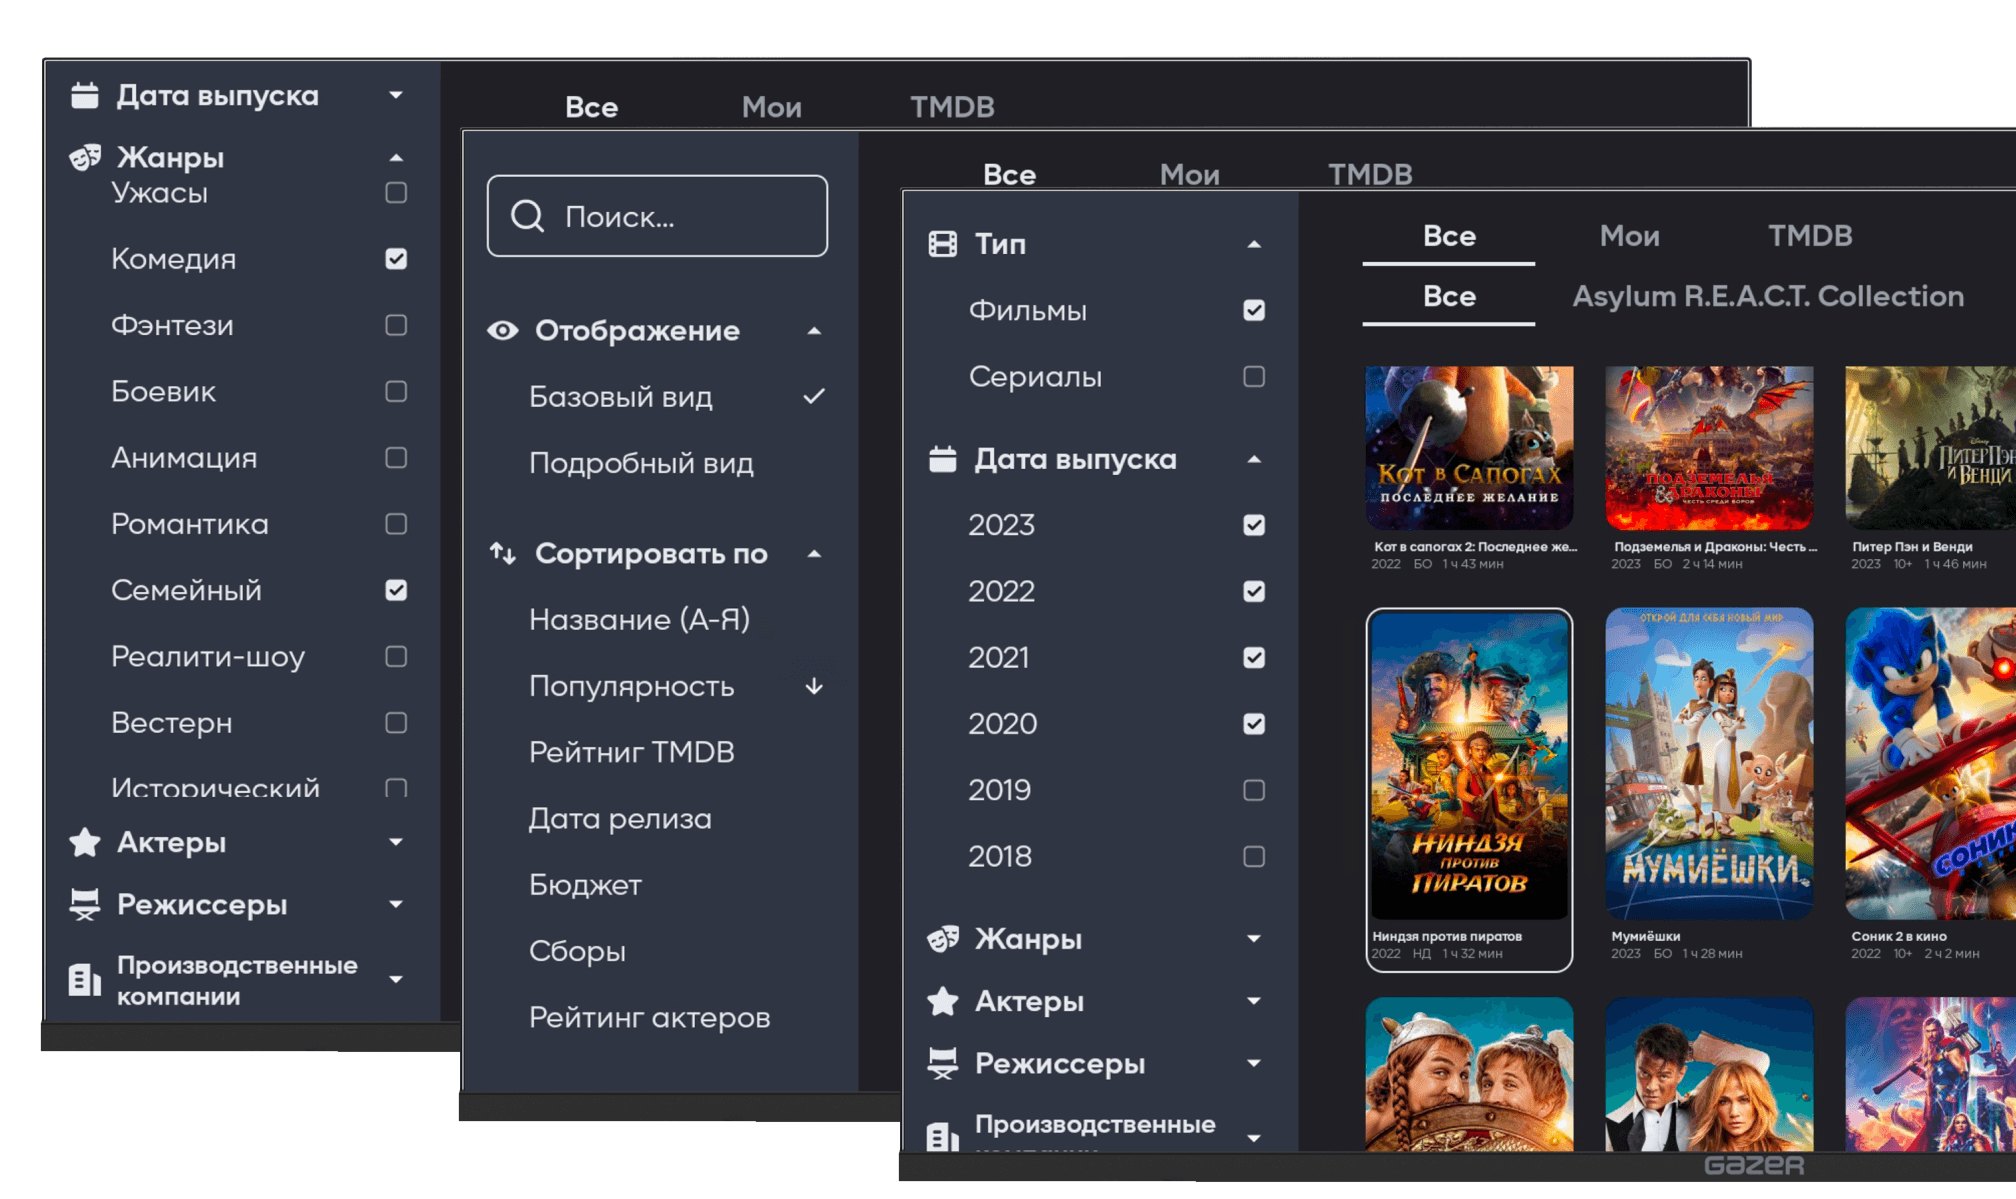 Дата выпуска
Жанры
Ужасы
Комедия
Фэнтези
Боевик
Анимация
Романтика
Семейный
Реалити-шоу
Вестерн
Исторический
Актеры
Режиссеры
Производственные
компании
Все Мои TMDB
Поиск...
Отображение
Базовый вид
Подробный вид
Сортировать по
Название (А-Я)
Популярность
Рейтниг TMDB
Дата релиза
Бюджет
Сборы
Рейтинг актеров
Все Мои TMDB
Тип
Фильмы
Сериалы
Дата выпуска
2023
2022
2021
2020
2019
2018
Жанры
Актеры
Режиссеры
Производственные
Все Мои TMDB
Все Asylum R.E.A.C.T. Collection
Кот в Сапогах
ПОСЛЕДНЕЕ ЖЕЛАНИЕ
Кот в сапогах 2: Последнее же...
2022 БО 1 ч 43 мин
ПОДЗЕМЕЛЬЯ
& ДРАКОНЫ
ЧЕСТЬ СРЕДИ ВОРОВ
Подземелья и Драконы: Честь ...
2023 БО 2 ч 14 мин
Disney
ПИТЕР ПЭН
И ВЕНДИ
Питер Пэн и Венди
2023 10+ 1 ч 46 мин
НИНДЗЯ
ПРОТИВ
ПИРАТОВ
Ниндзя против пиратов
2022 НД 1 ч 32 мин
ОТКРОЙ ДЛЯ СЕБЯ НОВЫЙ МИР
МУМИЁШКИ
Мумиёшки
2023 БО 1 ч 28 мин
СОНИК
Соник 2 в кино
2022 10+ 2 ч 2 мин
GAZER